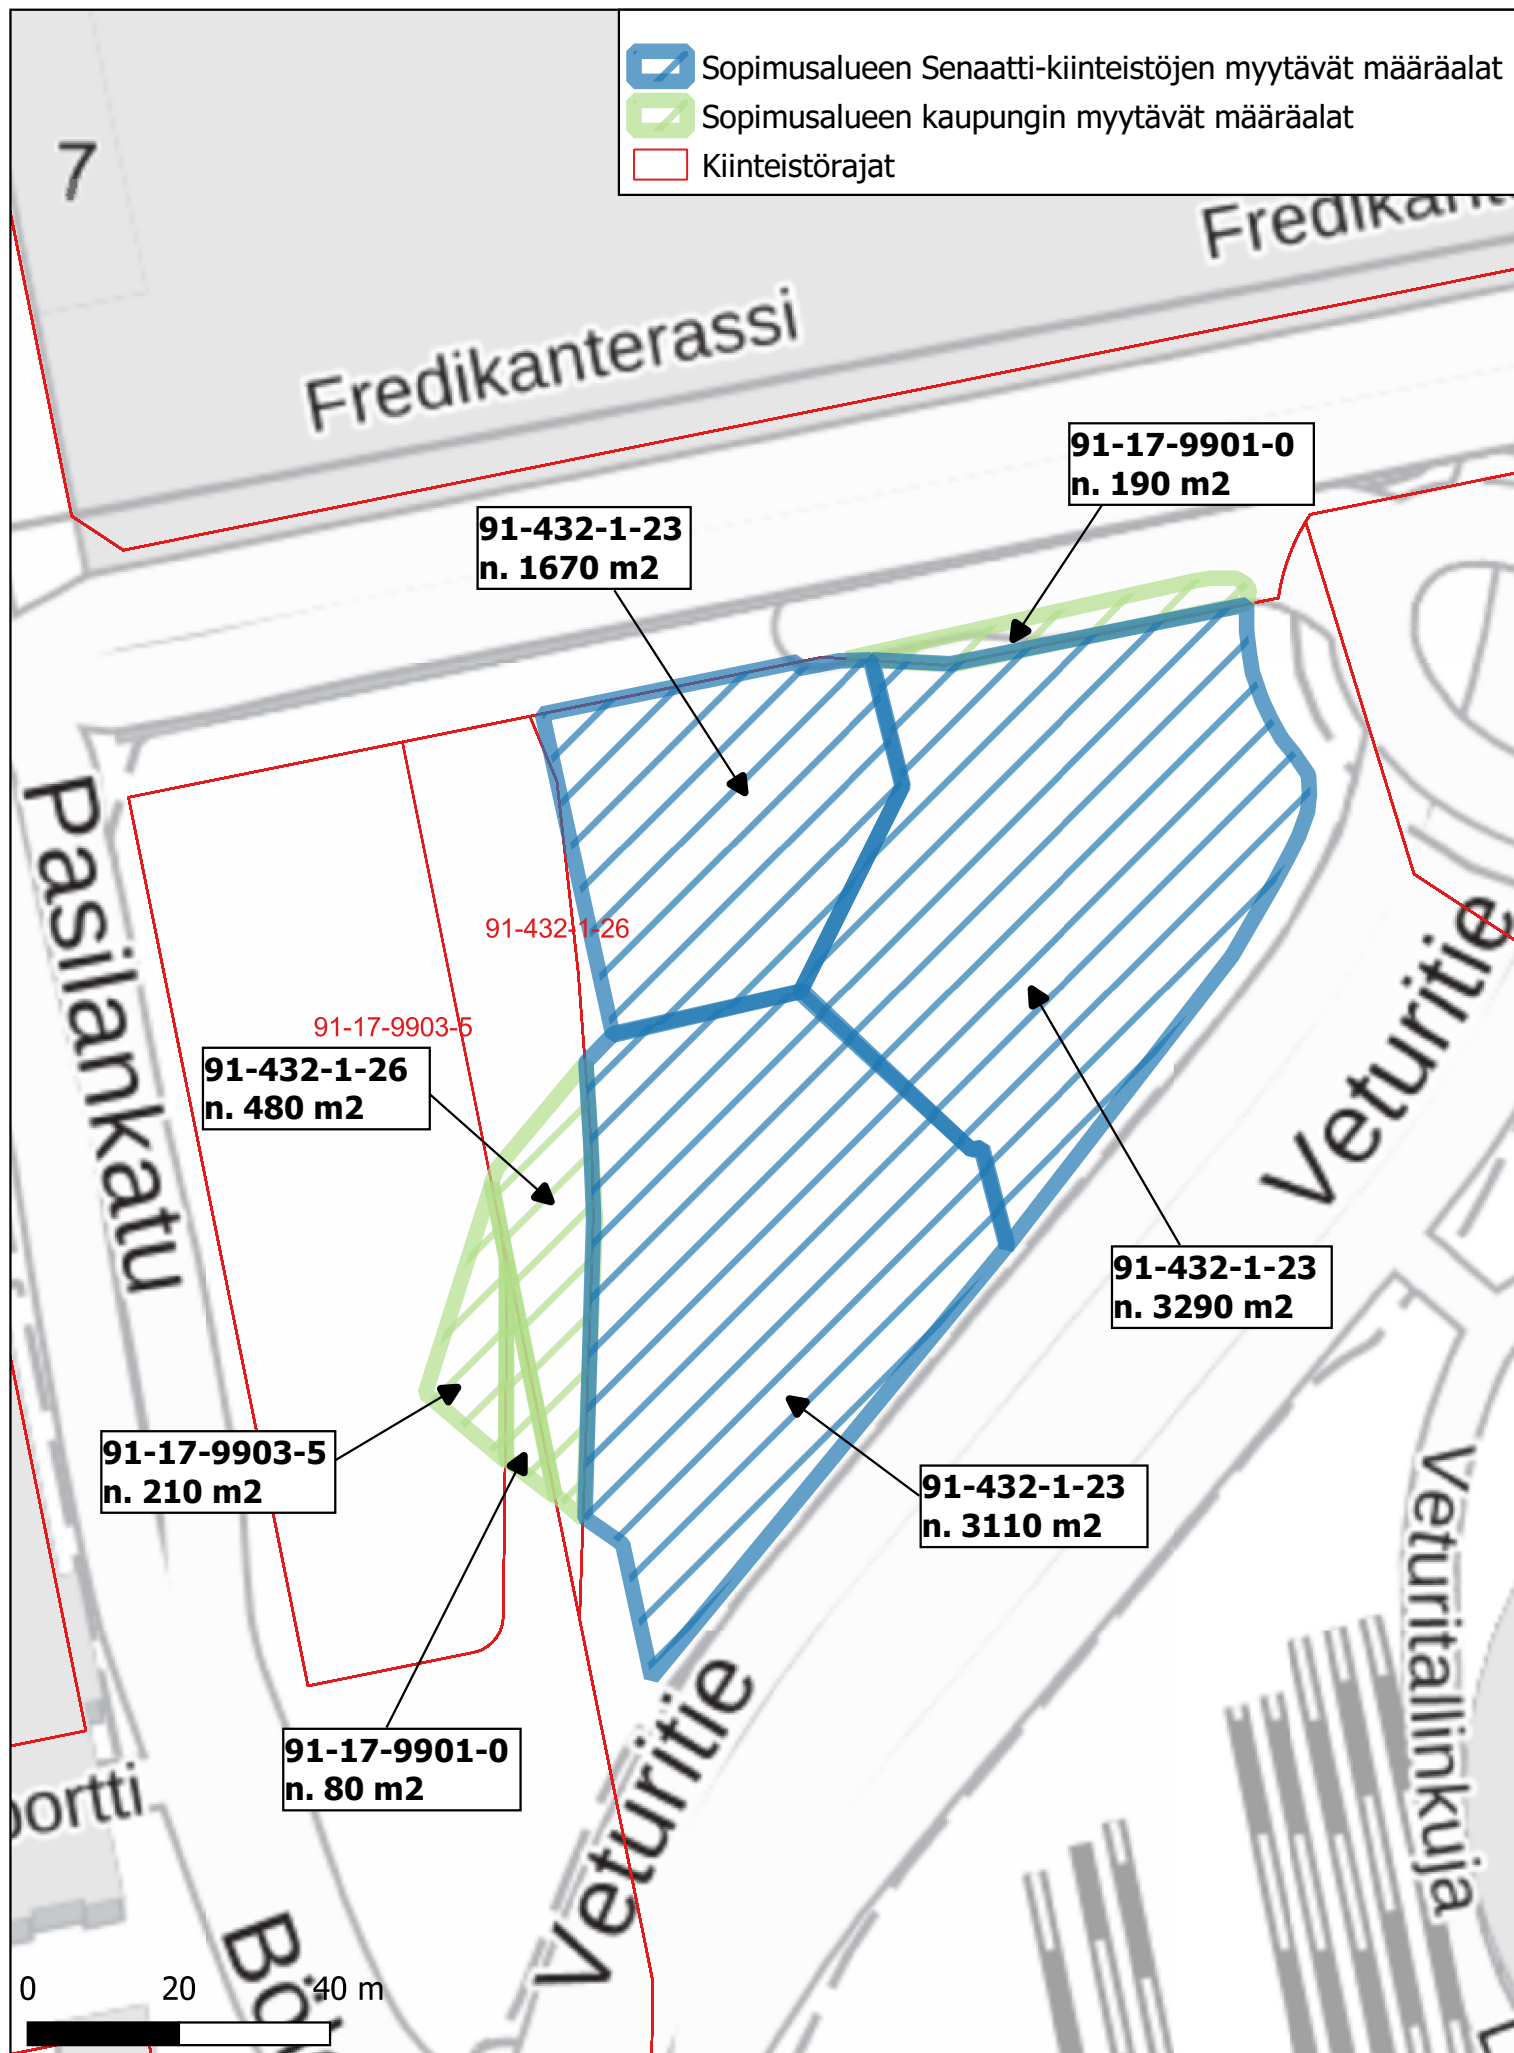 Sopimusalueen Senaatti-kiinteistöjen myytävät määräalat
Sopimusalueen kaupungin myytävät määräalat
Kiinteistörajat
7
Fredikanterassi
91-17-9901-0
n. 190 m2
91-432-1-23
n. 1670 m2
Pasilankatu
91-432-1-26
91-17-9903-5
91-432-1-26
n. 480 m2
Veturitie
91-432-1-23
n. 3290 m2
91-17-9903-5
n. 210 m2
91-432-1-23
n. 3110 m2
Veturitallinkuja
Veturitie
91-17-9901-0
n. 80 m2
portti
0 20 40 m